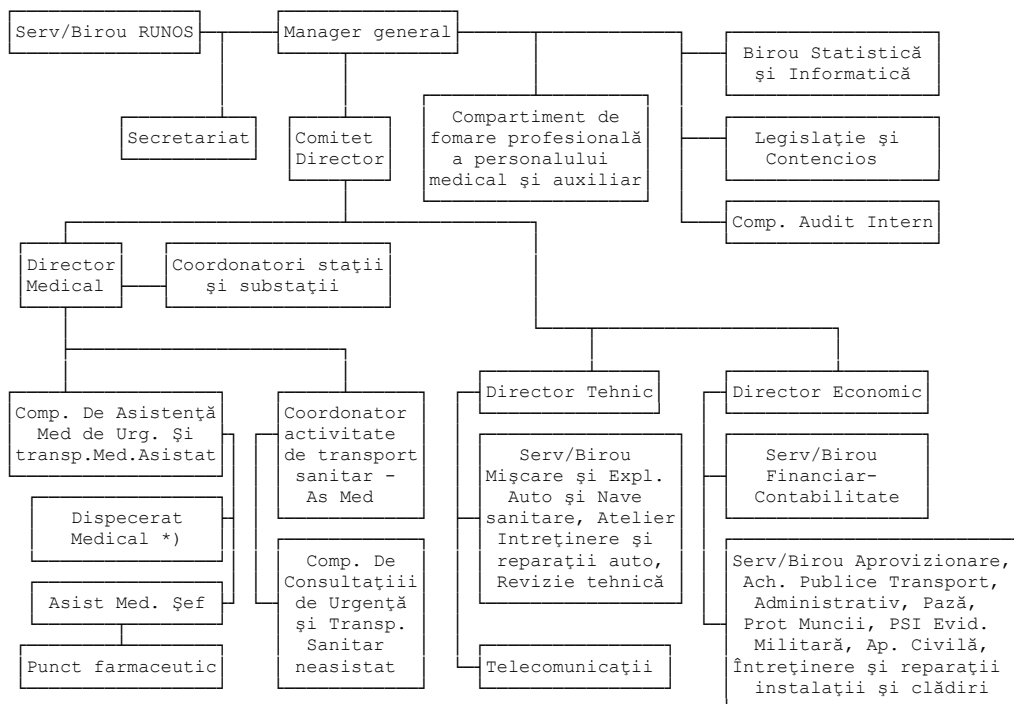 Serv/Birou RUNOS
Manager general
Birou Statistică
şi Informatică
Secretariat
Comitet
Director
Compartiment de
fomare profesională
a personalului
medical şi auxiliar
Legislaţie şi
Contencios
Comp. Audit Intern
Director
Medical
Coordonatori staţii
şi substaţii
Director Tehnic
Director Economic
Comp. De Asistenţă
Med de Urg. Şi
transp.Med.Asistat
Coordonator
activitate
de transport
sanitar –
As Med
Serv/Birou
Mişcare şi Expl.
Auto şi Nave
sanitare, Atelier
Intreţinere şi
reparaţii auto,
Revizie tehnică
Serv/Birou
Financiar-
Contabilitate
Dispecerat
Medical *)
Asist Med. Şef
Punct farmaceutic
Comp. De
Consultaţiii
de Urgenţă
şi Transp.
Sanitar
neasistat
Telecomunicaţii
Serv/Birou Aprovizionare,
Ach. Publice Transport,
Administrativ, Pază,
Prot Muncii, PSI Evid.
Militară, Ap. Civilă,
Întreţinere şi reparaţii
instalaţii şi clădiri